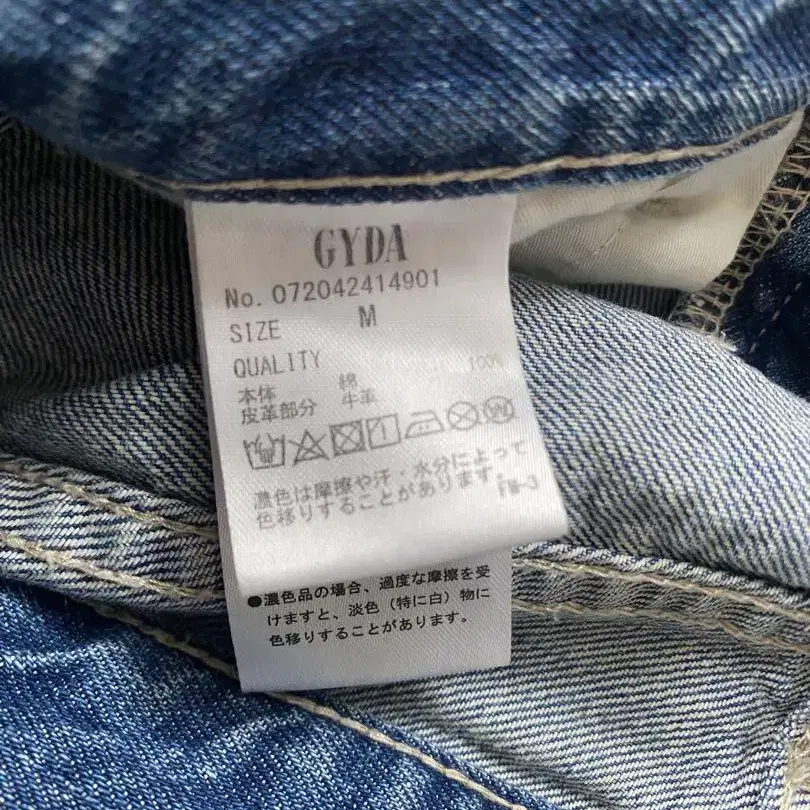 GYDA
No. 072042414901
SIZE M
QUALITY
本体 綿 100%
皮革部分 牛革
濃色は摩擦や汗・水分によって
色移りすることがあります。 FW-3
●濃色品の場合、過度な摩擦を受
けますと、淡色（特に白）物に
色移りすることがあります。